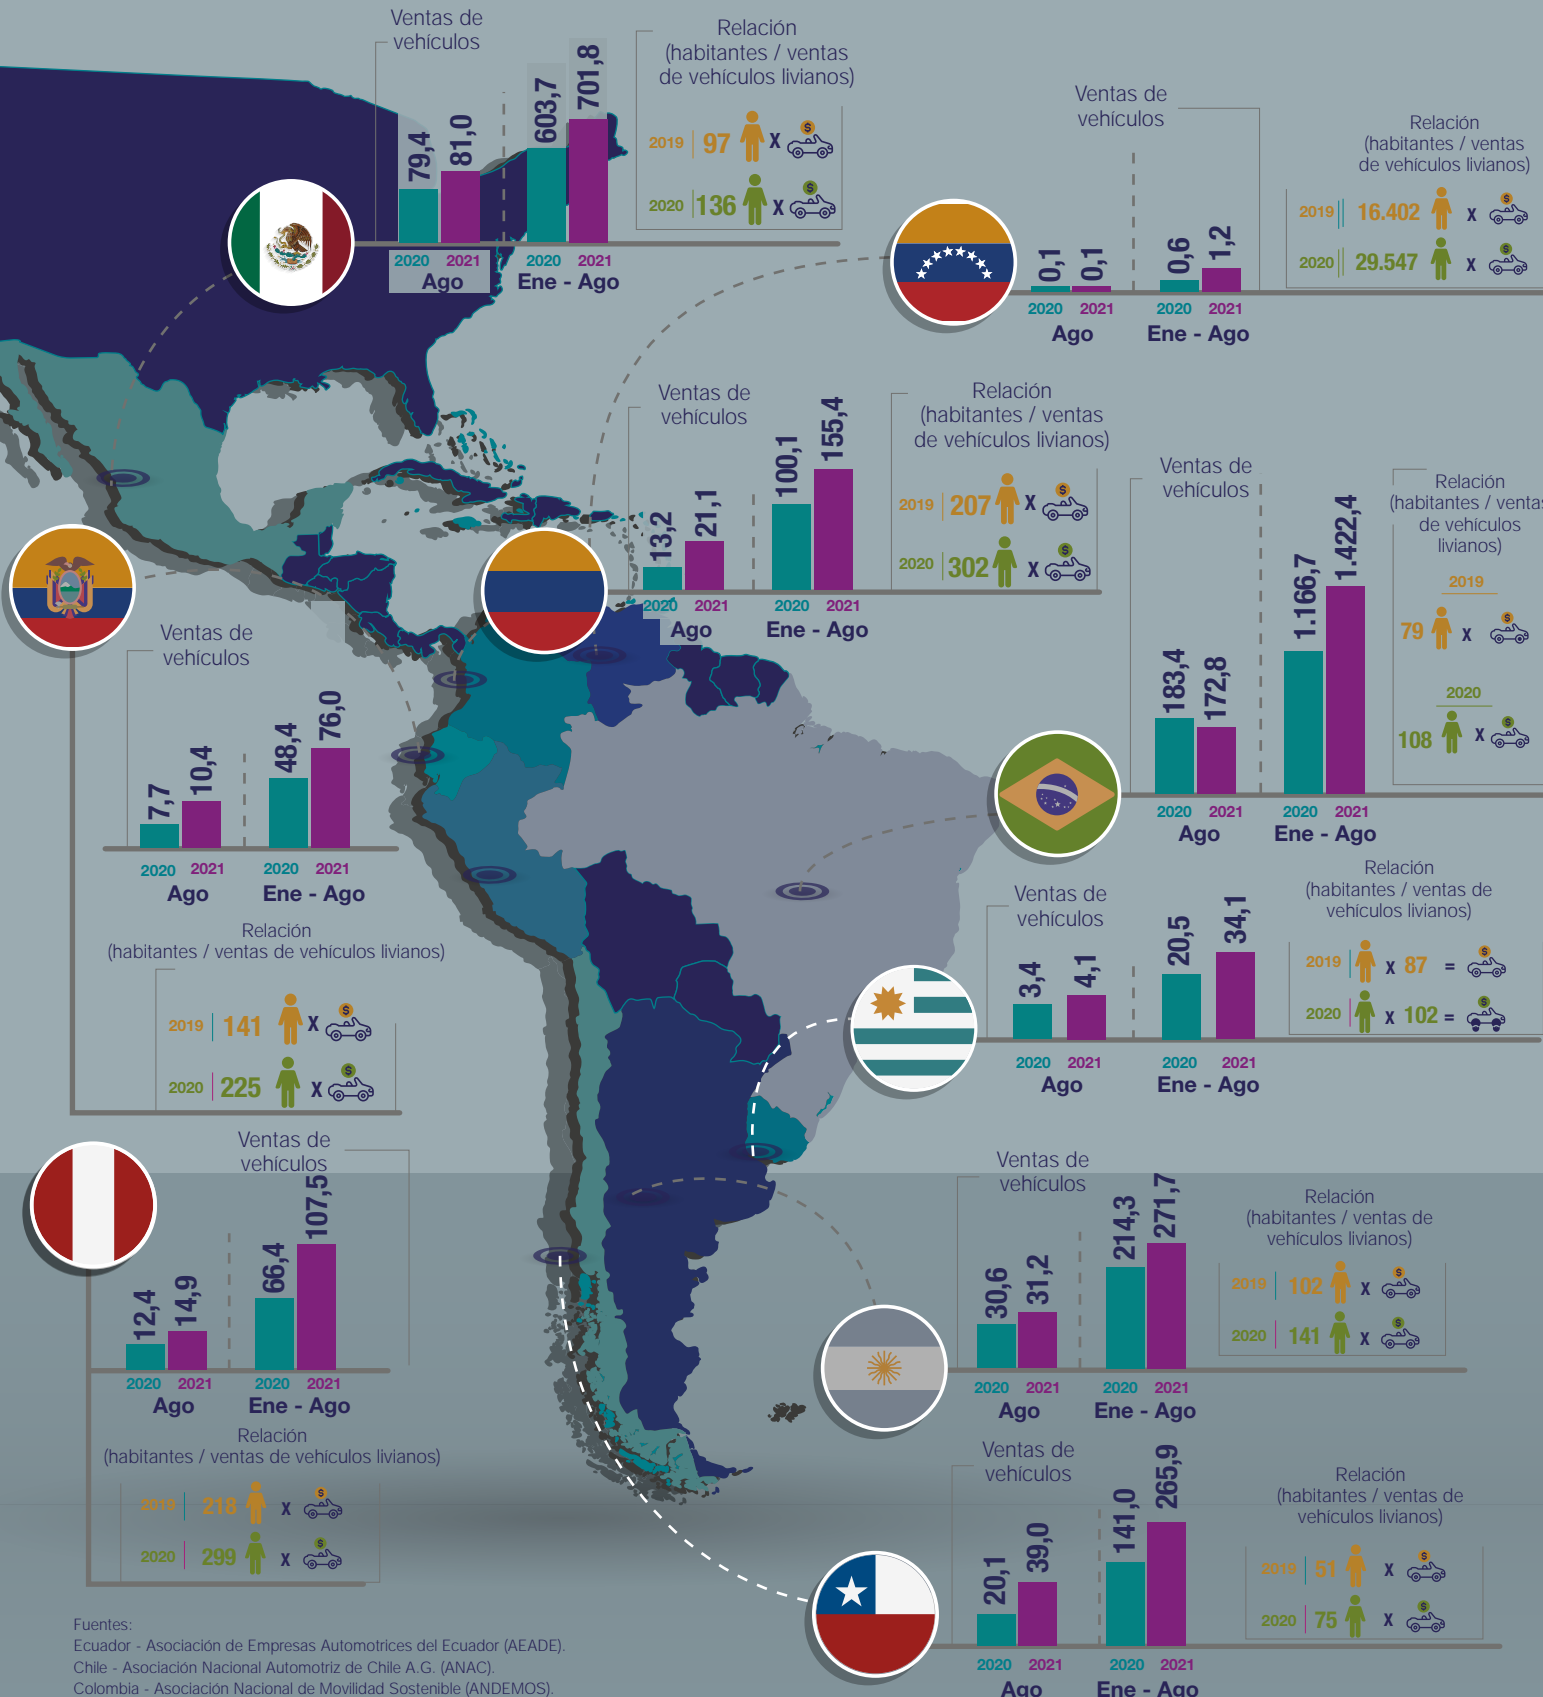 Ventas de
vehículos
79,4
81,0
603,7
701,8
2020 2021 2020 2021
Ago Ene - Ago
Relación
(habitantes / ventas
de vehículos livianos)
2019 97 X $
2020 136 X $
Ventas de
vehículos
0,1
0,1
0,6
1,2
2020 2021 2020 2021
Ago Ene - Ago
Relación
(habitantes / ventas
de vehículos livianos)
2019 16.402 X $
2020 29.547 X $
Ventas de
vehículos
13,2
21,1
100,1
155,4
2020 2021 2020 2021
Ago Ene - Ago
Relación
(habitantes / ventas
de vehículos livianos)
2019 207 X $
2020 302 X $
Ventas de
vehículos
183,4
172,8
1.166,7
1.422,4
2020 2021 2020 2021
Ago Ene - Ago
Relación
(habitantes / ventas
de vehículos
livianos)
2019
79 X $
2020
108 X $
Ventas de
vehículos
7,7
10,4
48,4
76,0
2020 2021 2020 2021
Ago Ene - Ago
Relación
(habitantes / ventas de vehículos livianos)
2019 141 X $
2020 225 X $
Ventas de
vehículos
3,4
4,1
20,5
34,1
2020 2021 2020 2021
Ago Ene - Ago
Relación
(habitantes / ventas de
vehículos livianos)
2019 X 87 = $
2020 X 102 = $
Ventas de
vehículos
12,4
14,9
66,4
107,5
2020 2021 2020 2021
Ago Ene - Ago
Relación
(habitantes / ventas de vehículos livianos)
2019 218 X $
2020 299 X $
Ventas de
vehículos
30,6
31,2
214,3
271,7
2020 2021 2020 2021
Ago Ene - Ago
Relación
(habitantes / ventas de
vehículos livianos)
2019 102 X $
2020 141 X $
Ventas de
vehículos
20,1
39,0
141,0
265,9
2020 2021 2020 2021
Ago Ene - Ago
Relación
(habitantes / ventas de
vehículos livianos)
2019 51 X $
2020 75 X $
Fuentes:
Ecuador - Asociación de Empresas Automotrices del Ecuador (AEADE).
Chile - Asociación Nacional Automotriz de Chile A.G. (ANAC).
Colombia - Asociación Nacional de Movilidad Sostenible (ANDEMOS).